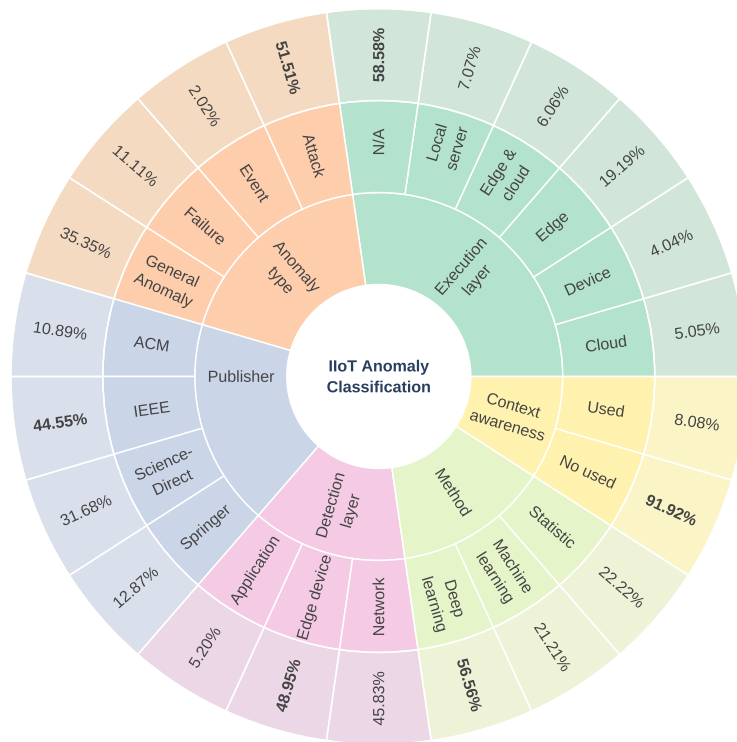 IIoT Anomaly
Classification
Execution
layer
N/A
58.58%
Local
server
7.07%
Edge &
cloud
6.06%
Edge
19.19%
Device
4.04%
Cloud
5.05%
Context
awareness
Used
8.08%
No used
91.92%
Method
Statistic
22.22%
Machine
learning
21.21%
Deep
learning
56.56%
Detection
layer
Network
45.83%
Edge device
48.95%
Application
5.20%
Publisher
Springer
12.87%
Science-
Direct
31.68%
IEEE
44.55%
ACM
10.89%
Anomaly
type
General
Anomaly
35.35%
Failure
11.11%
Event
2.02%
Attack
51.51%